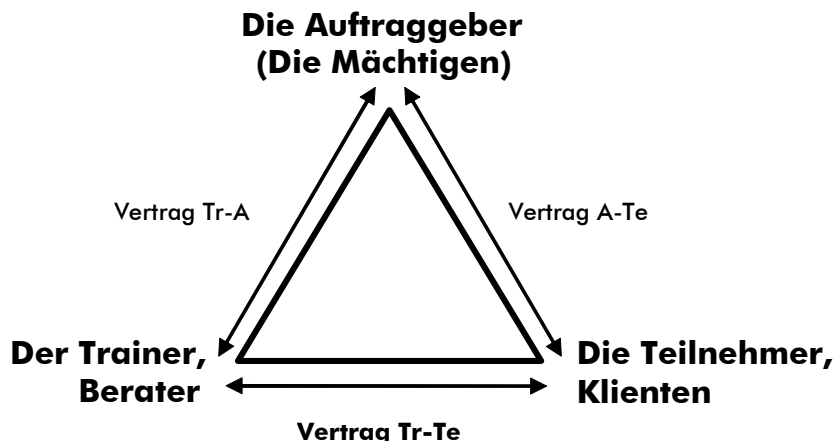 Die Auftraggeber
(Die Mächtigen)
Vertrag Tr-A
Vertrag A-Te
Der Trainer,
Berater
Die Teilnehmer,
Klienten
Vertrag Tr-Te